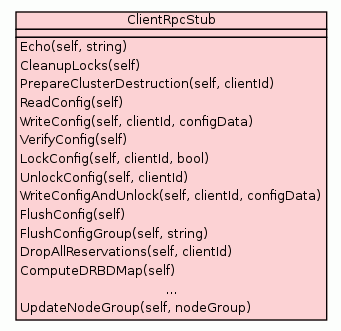 ClientRpcStub
Echo(self, string)
CleanupLocks(self)
PrepareClusterDestruction(self, clientId)
ReadConfig(self)
WriteConfig(self, clientId, configData)
VerifyConfig(self)
LockConfig(self, clientId, bool)
UnlockConfig(self, clientId)
WriteConfigAndUnlock(self, clientId, configData)
FlushConfig(self)
FlushConfigGroup(self, string)
DropAllReservations(self, clientId)
ComputeDRBDMap(self)
...
UpdateNodeGroup(self, nodeGroup)